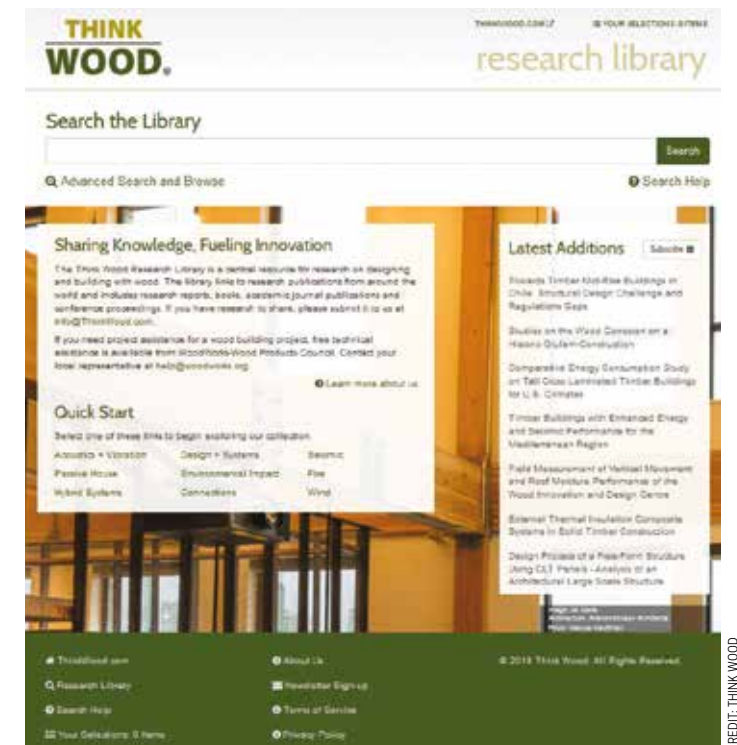 THINK
WOOD®
THINKWOOD.COM
YOUR SELECTIONS: 0 ITEMS
research library
Search the Library
Search
Advanced Search and Browse
Search Help
Sharing Knowledge, Fueling Innovation
The Think Wood Research Library is a central resource for research on designing
and building with wood. The library links to research publications from around the
world and includes research reports, books, academic journal publications and
conference proceedings. If you have research to share, please submit it to us at
info@ThinkWood.com.
If you need project assistance for a wood building project, free technical
assistance is available from WoodWorks-Wood Products Council. Contact your
local representative at help@woodworks.org.
Learn more about us
Quick Start
Select one of these links to begin exploring our collection.
Acoustics + Vibration Design + Systems Seismic
Passive House Environmental Impact Fire
Hybrid Systems Connections Wind
Latest Additions
Subscribe
Towards Timber Mid-Rise Buildings in
Chile: Structural Design Challenge and
Regulations Gaps
Studies on the Wood Corrosion on a
Historic Glulam-Construction
Comparative Energy Consumption Study
on Tall Cross Laminated Timber Buildings
for U.S. Climates
Timber Buildings with Enhanced Energy
and Seismic Performance for the
Mediterranean Region
Field Measurement of Vertical Movement
and Roof Moisture Performance of the
Wood Innovation and Design Centre
External Thermal Insulation Composite
Systems in Solid Timber Construction
Design Process of a Free-Form Structure
Using CLT Panels - Analysis of an
Architectural Large Scale Structure
ThinkWood.com
Research Library
Search Help
Your Selections: 0 Items
About Us
Newsletter Sign-up
Terms of Service
Privacy Policy
© 2018 Think Wood. All Rights Reserved.
REDIT: THINK WOOD